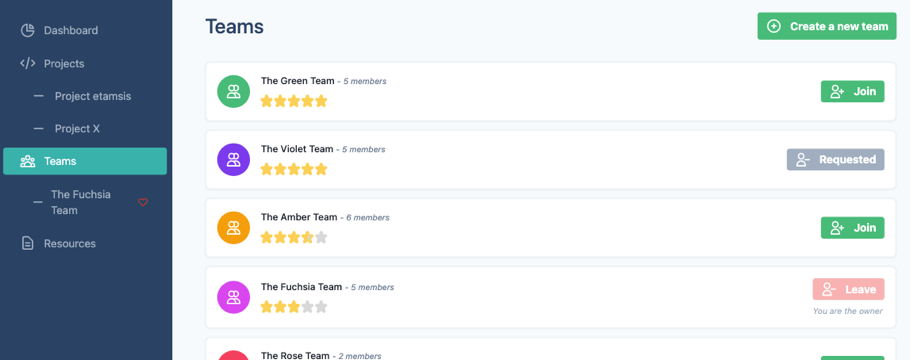 Dashboard
Projects
Project etamsis
Project X
Teams
The Fuchsia
Team
Resources
Teams
Create a new team
The Green Team - 5 members
Join
The Violet Team - 5 members
Requested
The Amber Team - 6 members
Join
The Fuchsia Team - 5 members
Leave
You are the owner
The Rose Team - 2 members